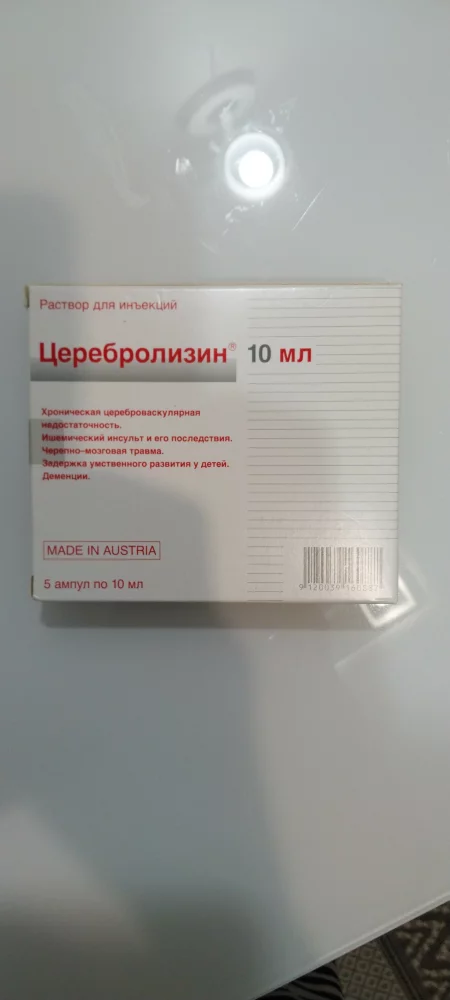 Раствор для инъекций
Церебролизин® 10 мл
Хроническая цереброваскулярная
недостаточность.
Ишемический инсульт и его последствия.
Черепно–мозговая травма.
Задержка умственного развития у детей.
Деменции.
MADE IN AUSTRIA
5 ампул по 10 мл